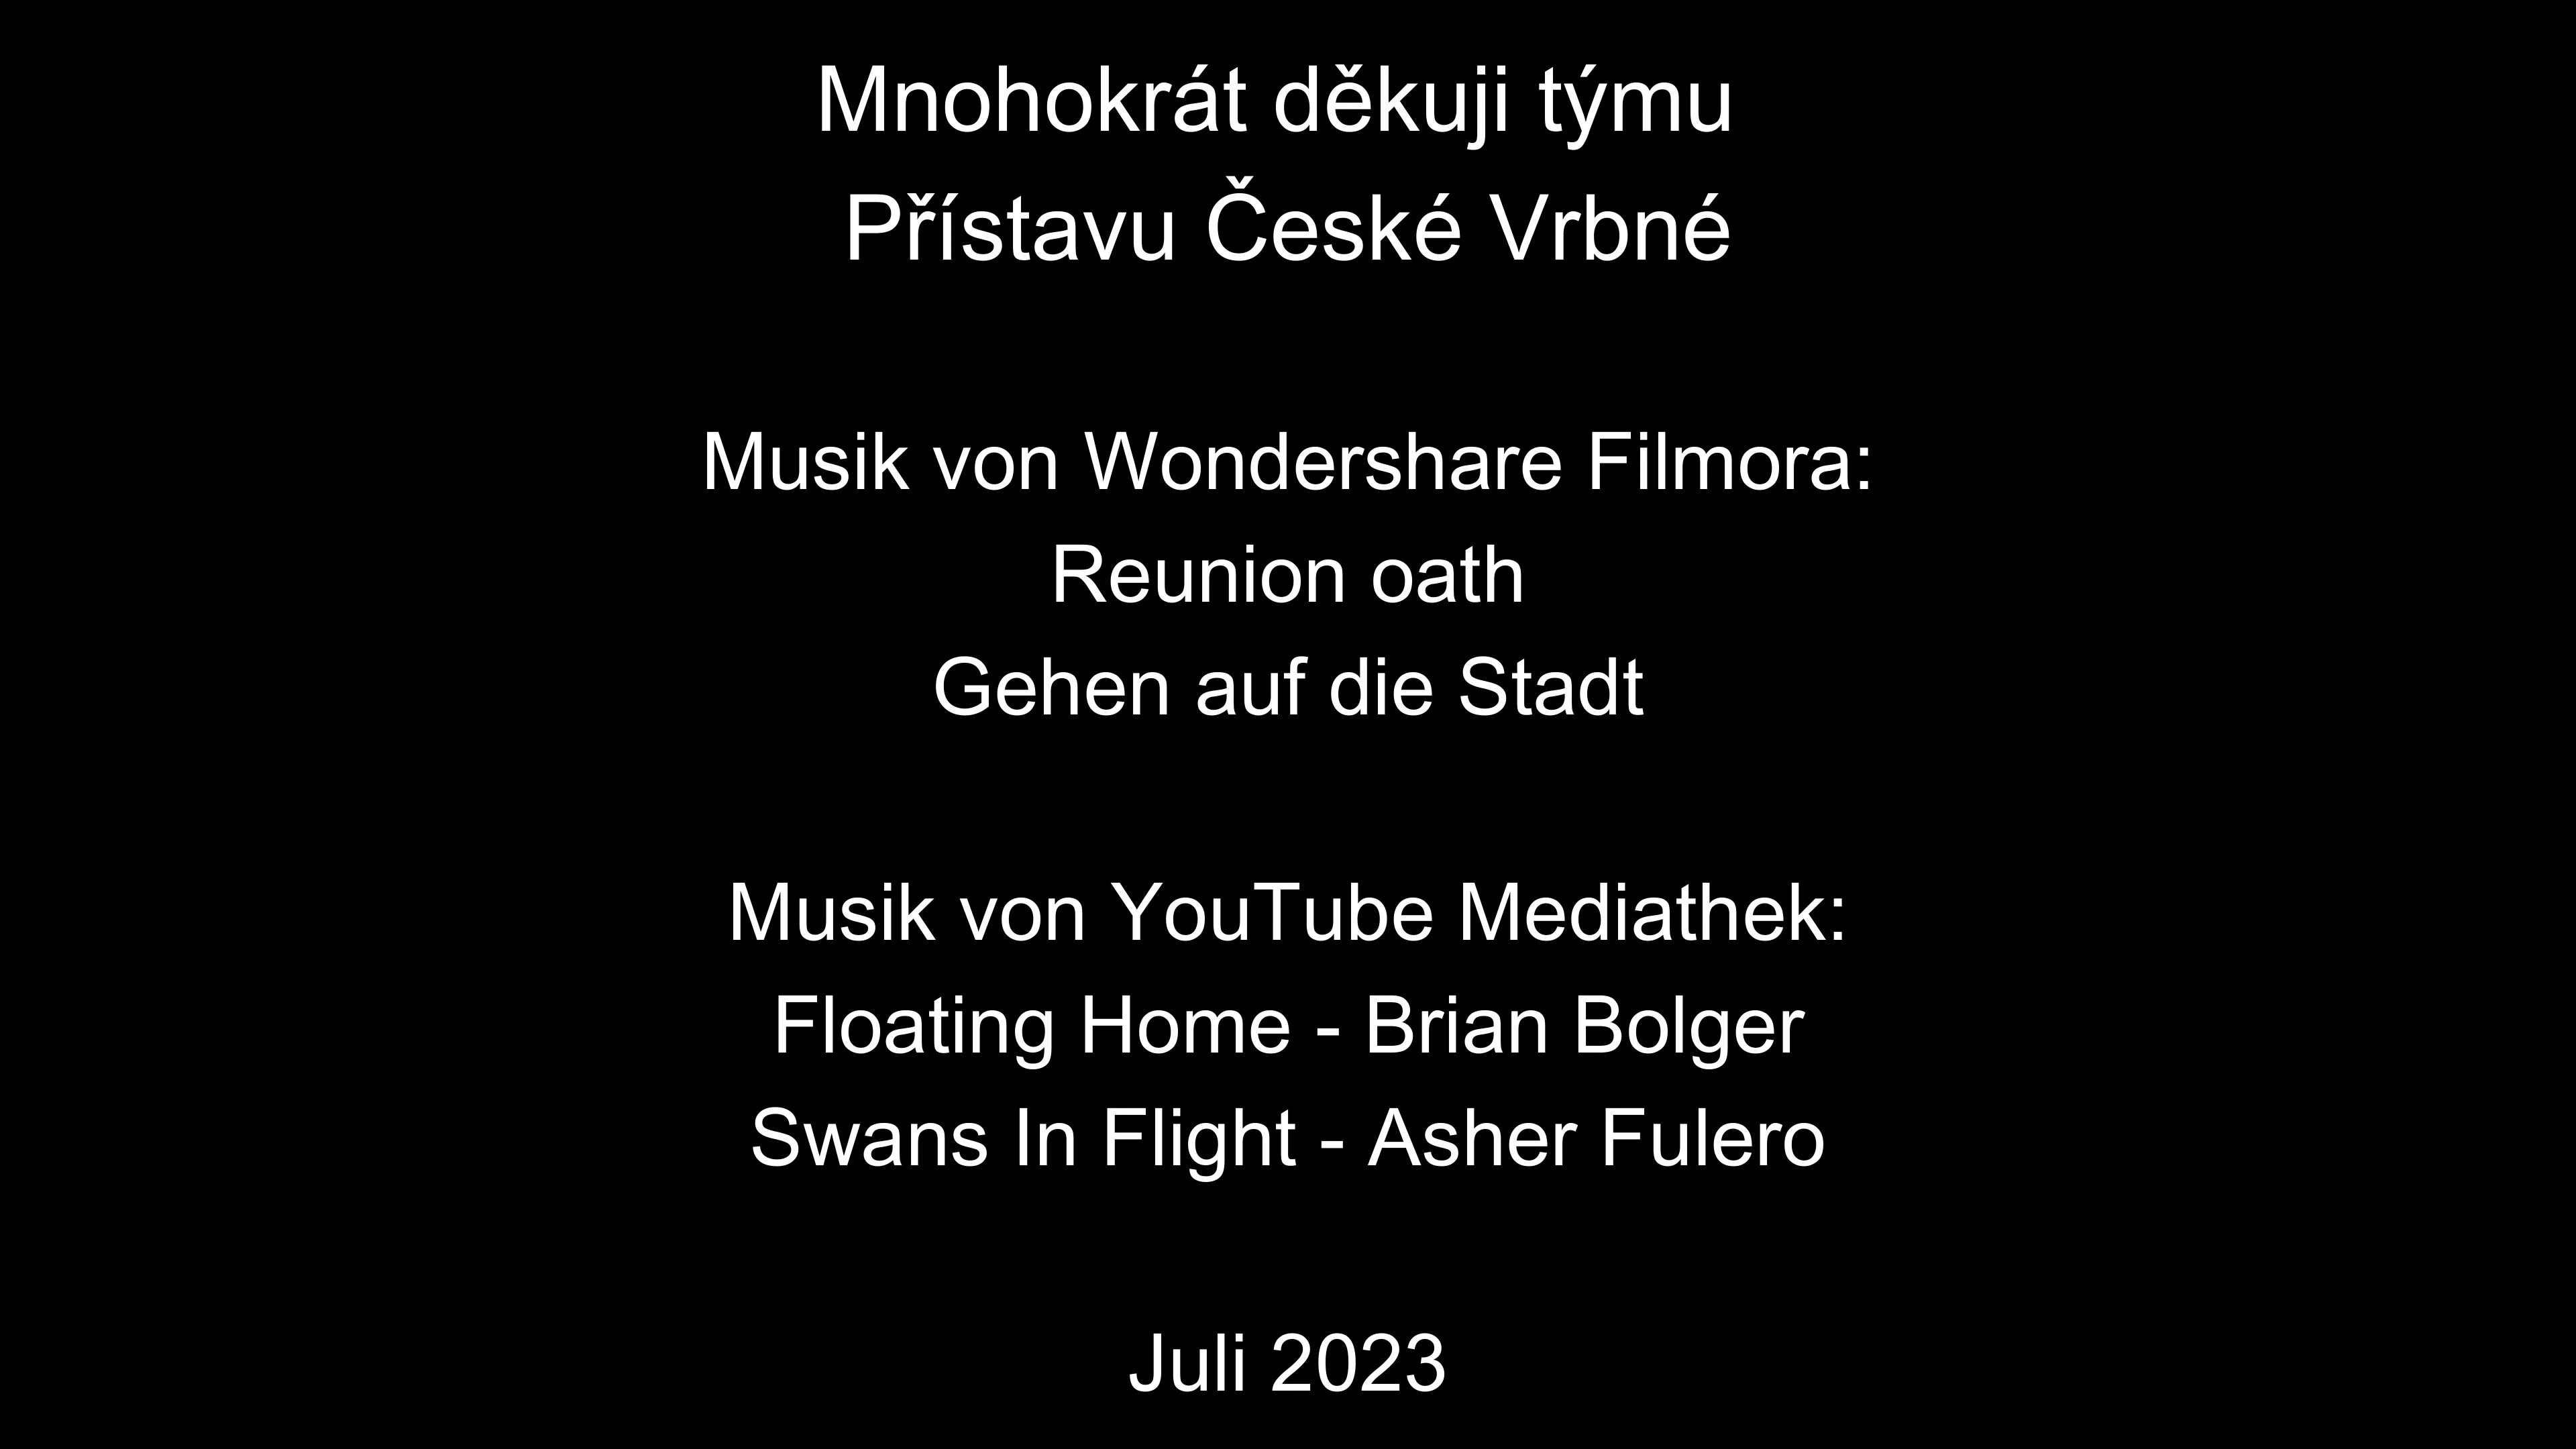 Mnohokrát děkuji týmu
Přístavu České Vrbné
Musik von Wondershare Filmora:
Reunion oath
Gehen auf die Stadt
Musik von YouTube Mediathek:
Floating Home - Brian Bolger
Swans In Flight - Asher Fulero
Juli 2023